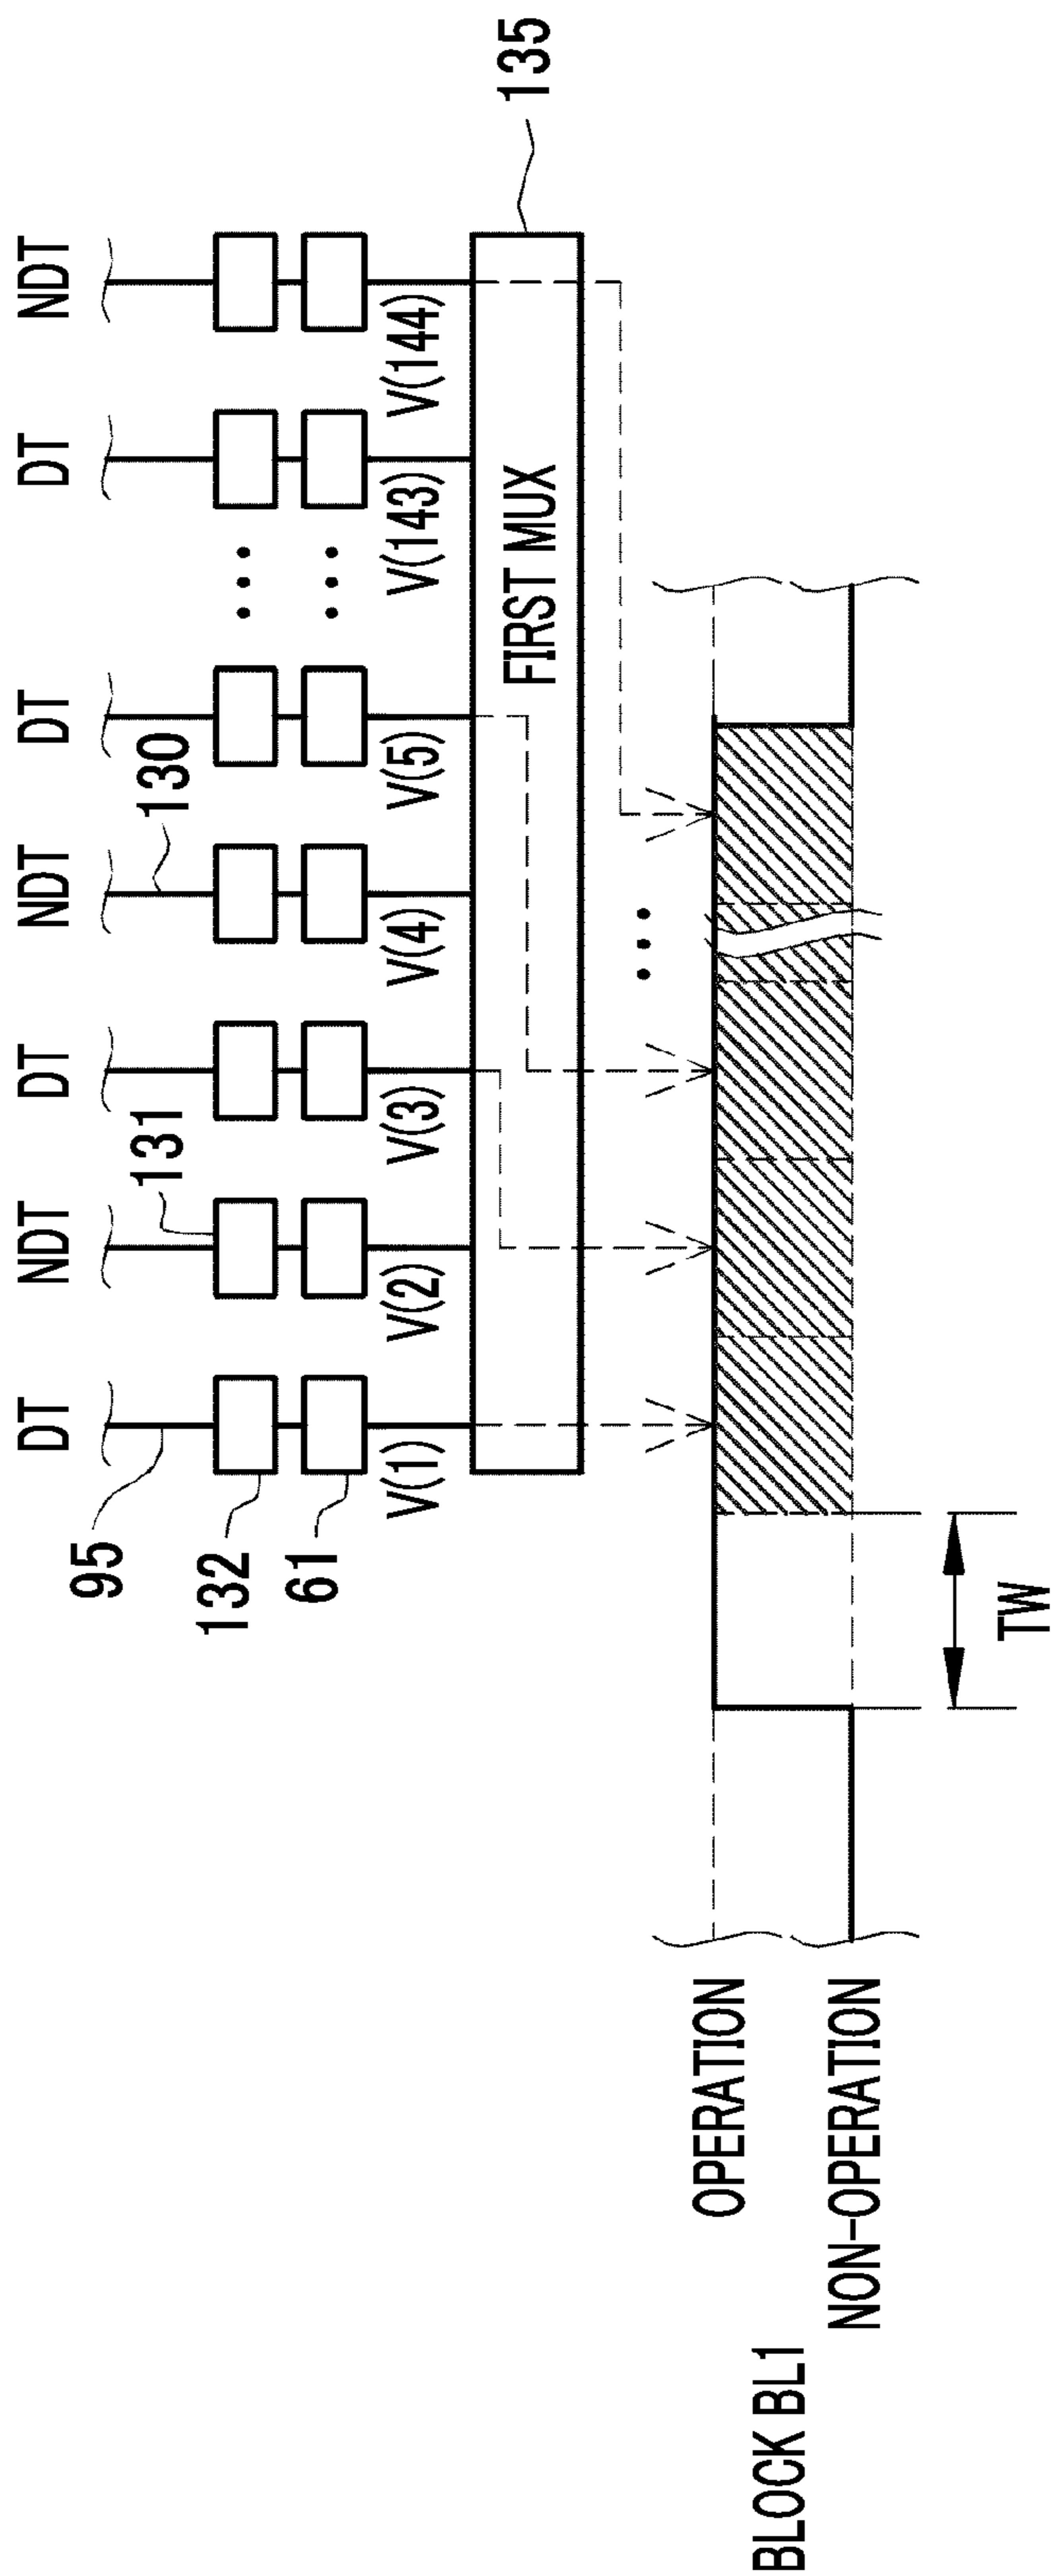 DT NDT DT NDT DT DT NDT
95 131 130
132
61
V(1) V(2) V(3) V(4) V(5) V(143) V(144)
FIRST MUX
135
OPERATION
BLOCK BL1
NON-OPERATION
TW